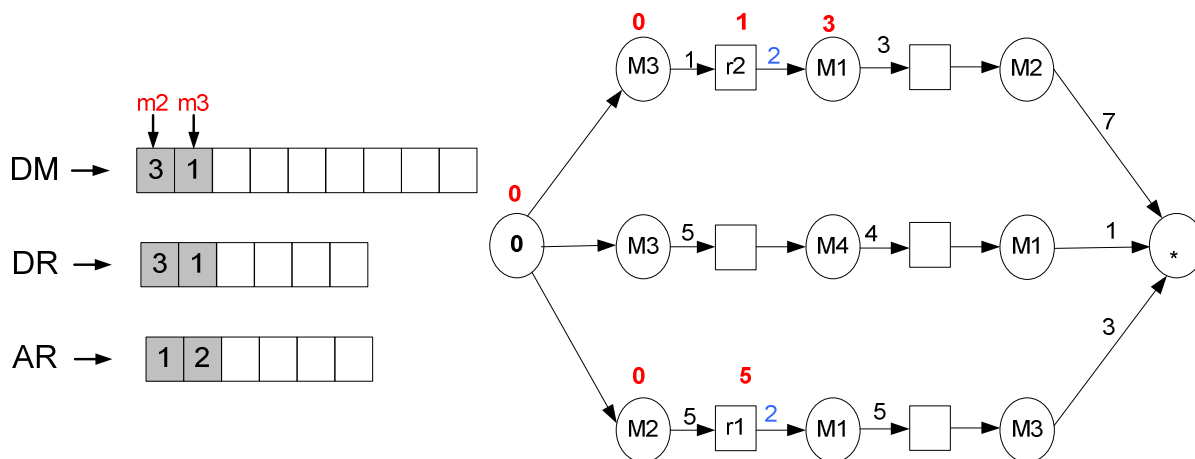 0 1 3
M3 1 r2 2 M1 3 M2
7
m2 m3
DM 3 1
0
0
DR 3 1
M3 5 M4 4 M1 1 *
AR 1 2
3
0 5
M2 5 r1 2 M1 5 M3